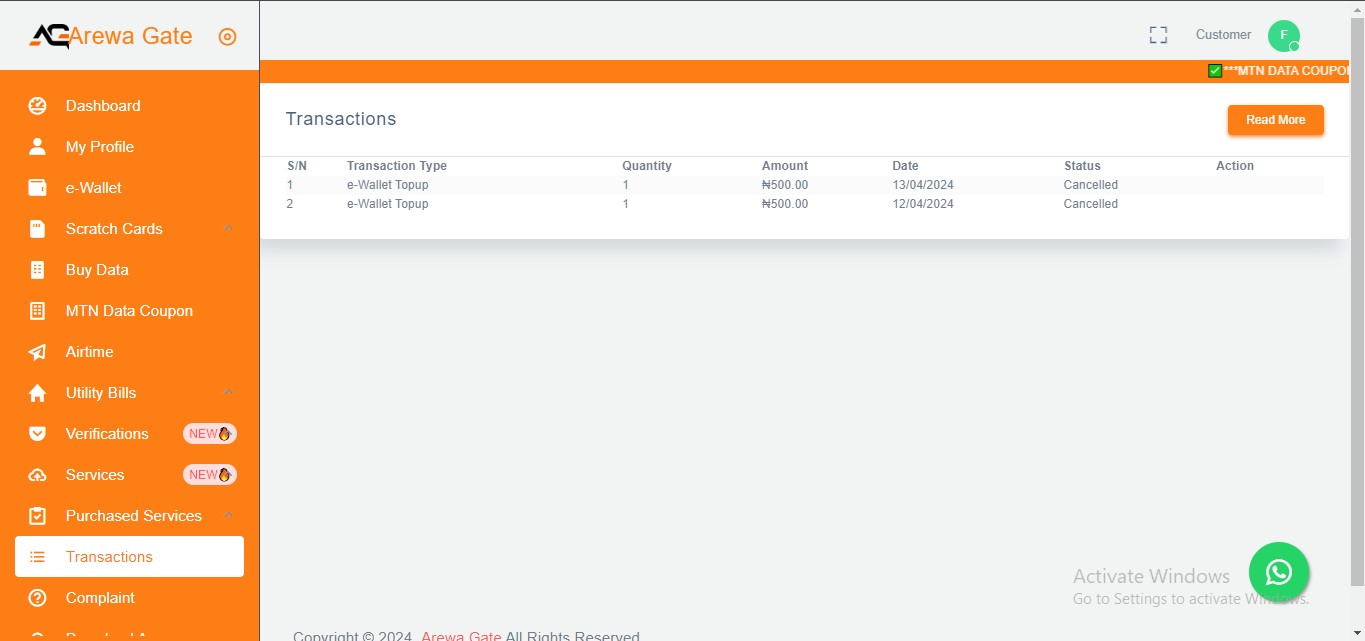 AG Arewa Gate
Customer
F
✅***MTN DATA COUPON
Dashboard
My Profile
e-Wallet
Scratch Cards
Buy Data
MTN Data Coupon
Airtime
Utility Bills
Verifications NEW
Services NEW
Purchased Services
Transactions
Complaint
Transactions
Read More
S/N Transaction Type Quantity Amount Date Status Action
1 e-Wallet Topup 1 ₦500.00 13/04/2024 Cancelled
2 e-Wallet Topup 1 ₦500.00 12/04/2024 Cancelled
Activate Windows
Go to Settings to activate Windows.
Copyright © 2024 Arewa Gate All Rights Reserved